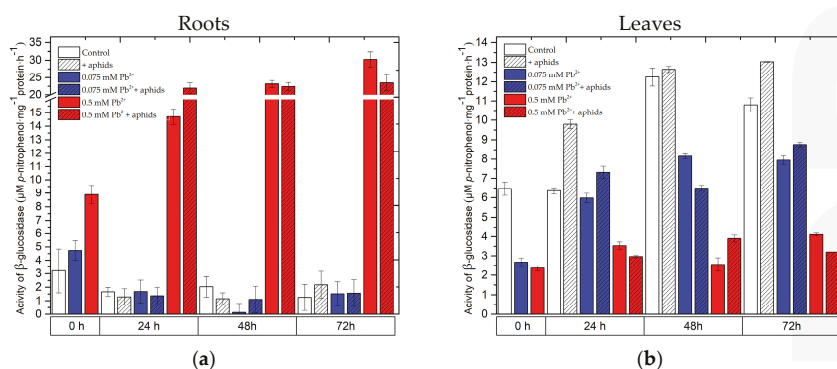 Roots
Activity of β-glucosidase (µM p-nitrophenol·mg⁻¹ protein·h⁻¹)
35
30
25
20
15
14
13
12
11
10
9
8
7
6
5
4
3
2
1
0
Control
+ aphids
0.075 mM Pb²⁺
0.075 mM Pb²⁺+ aphids
0.5 mM Pb²⁺
0.5 mM Pb²⁺ + aphids
0 h
24 h
48h
72h
(a)
Leaves
Acivity of β-glucosidase (µM p-nitrophenol·mg⁻¹ protein·h⁻¹)
14
13
12
11
10
9
8
7
6
5
4
3
2
1
0
Control
+ aphids
0.075 mM Pb²⁺
0.075 mM Pb²⁺+ aphids
0.5 mM Pb²⁺
0.5 mM Pb²⁺+ aphids
0 h
24 h
48h
72h
(b)